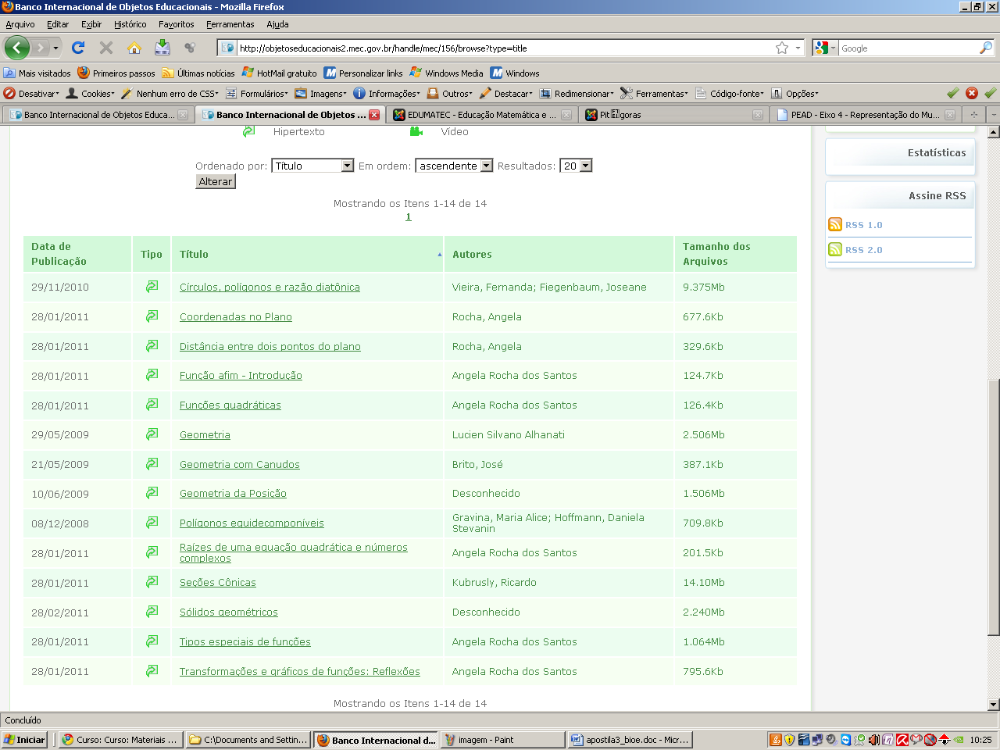 Banco Internacional de Objetos Educacionais - Mozilla Firefox
Arquivo Editar Exibir Histórico Favoritos Ferramentas Ajuda
http://objetoseducacionais2.mec.gov.br/handle/mec/156/browse?type=title
Google
Mais visitados Primeiros passos Últimas notícias HotMail gratuito Personalizar links Windows Media Windows
Desativar Cookies Nenhum erro de CSS Formulários Imagens Informações Outros Destacar Redimensionar Ferramentas Código-fonte Opções
Banco Internacional de Objetos Educa... Banco Internacional de Objetos ... EDUMATEC - Educação Matemática e ... Pit goras PEAD - Eixo 4 - Representação do Mu...
Hipertexto Vídeo
Ordenado por: Título Em ordem: ascendente Resultados: 20
Alterar
Mostrando os Itens 1-14 de 14
1
Estatísticas
Assine RSS
RSS 1.0
RSS 2.0
Data de Publicação Tipo Título Autores Tamanho dos Arquivos
29/11/2010 Círculos, polígonos e razão diatônica Vieira, Fernanda; Fiegenbaum, Joseane 9.375Mb
28/01/2011 Coordenadas no Plano Rocha, Angela 677.6Kb
28/01/2011 Distância entre dois pontos do plano Rocha, Angela 329.6Kb
28/01/2011 Função afim - Introdução Angela Rocha dos Santos 124.7Kb
28/01/2011 Funções quadráticas Angela Rocha dos Santos 126.4Kb
29/05/2009 Geometria Lucien Silvano Alhanati 2.506Mb
21/05/2009 Geometria com Canudos Brito, José 387.1Kb
10/06/2009 Geometria da Posição Desconhecido 1.506Mb
08/12/2008 Polígonos equidecomponíveis Gravina, Maria Alice; Hoffmann, Daniela Stevanin 709.8Kb
28/01/2011 Raízes de uma equação quadrática e números complexos Angela Rocha dos Santos 201.5Kb
28/01/2011 Seções Cônicas Kubrusly, Ricardo 14.10Mb
28/02/2011 Sólidos geométricos Desconhecido 2.240Mb
28/01/2011 Tipos especiais de funções Angela Rocha dos Santos 1.064Mb
28/01/2011 Transformações e gráficos de funções: Reflexões Angela Rocha dos Santos 795.6Kb
Mostrando os Itens 1-14 de 14
Concluído
Iniciar Curso: Curso: Materiais ... C:\Documents and Settin... Banco Internacional d... imagem - Paint apostila3_bioe.doc - Micr... 10:25